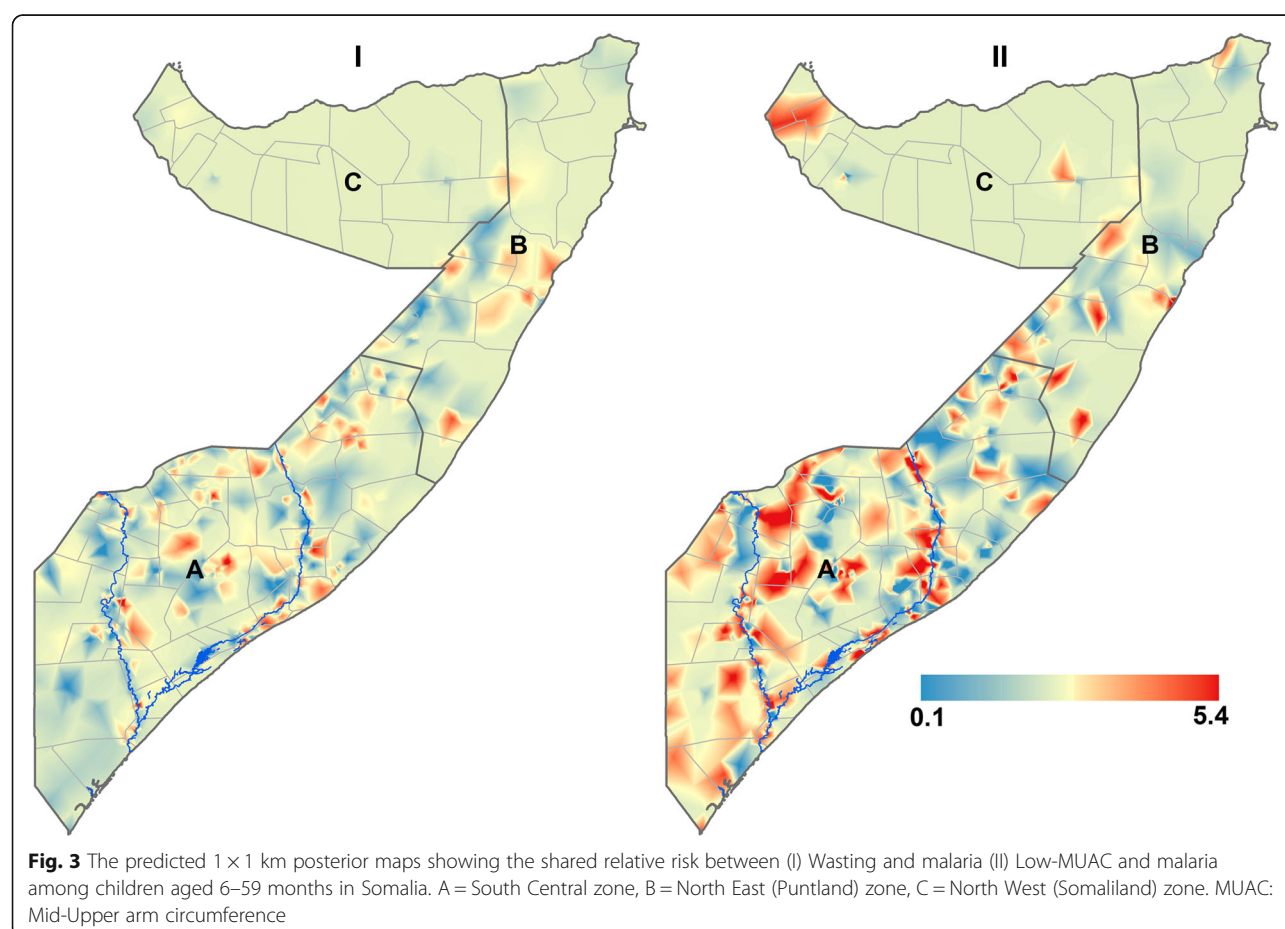 I
II
C
C
B
B
A
A
0.1
5.4
Fig. 3 The predicted 1 × 1 km posterior maps showing the shared relative risk between (I) Wasting and malaria (II) Low-MUAC and malaria
among children aged 6–59 months in Somalia. A = South Central zone, B = North East (Puntland) zone, C = North West (Somaliland) zone. MUAC:
Mid-Upper arm circumference